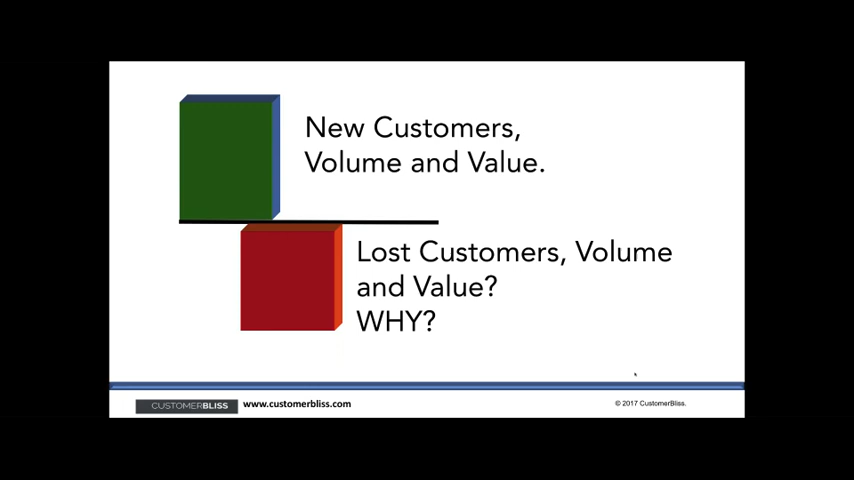 New Customers,
Volume and Value.
Lost Customers, Volume
and Value?
WHY?
CUSTOMERBLISS
www.customerbliss.com
© 2017 CustomerBliss.